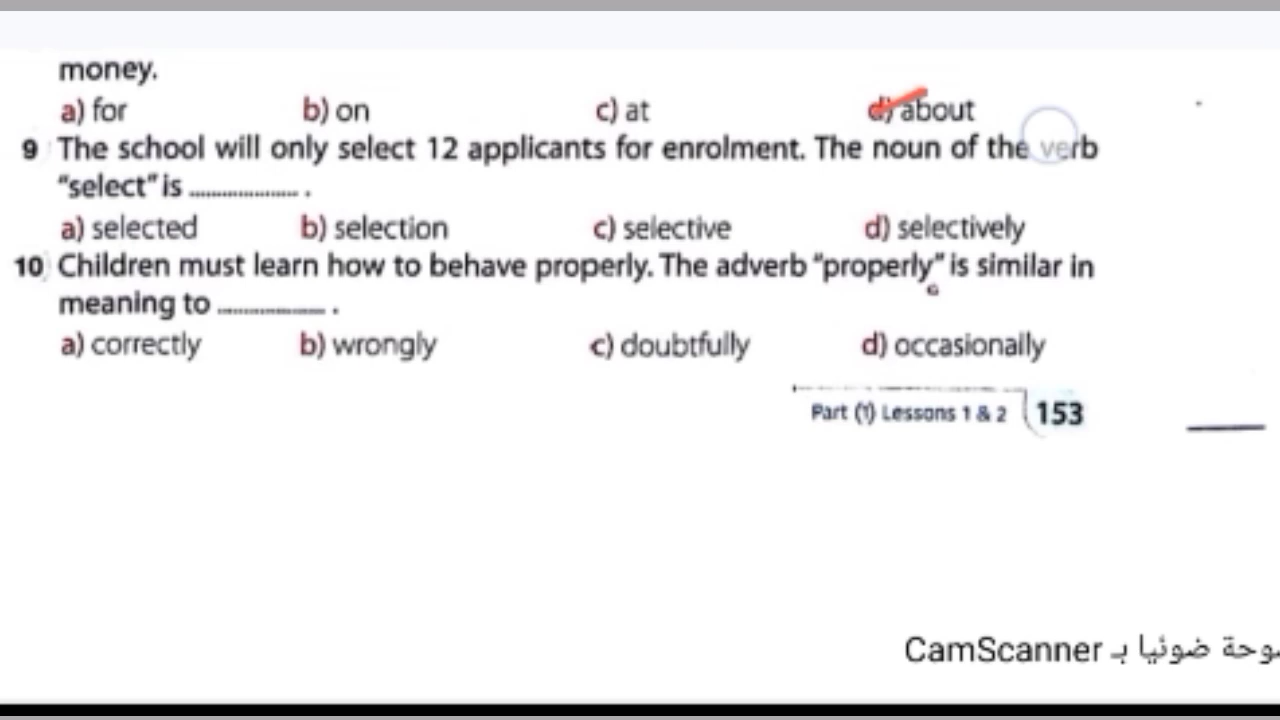 money.
a) for b) on c) at d) about
9 The school will only select 12 applicants for enrolment. The noun of the verb
"select" is .................... .
a) selected b) selection c) selective d) selectively
10 Children must learn how to behave properly. The adverb "properly" is similar in
meaning to .................... .
a) correctly b) wrongly c) doubtfully d) occasionally
Part (1) Lessons 1 & 2 153
ضوئيا بـ CamScanner